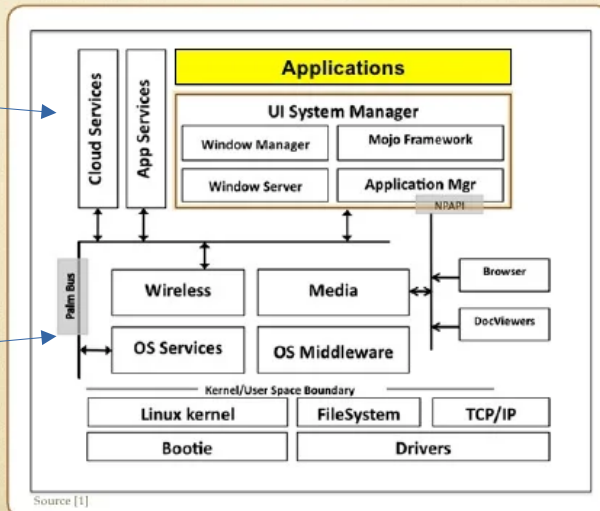 Applications
Cloud Services
App Services
UI System Manager
Window Manager
Mojo Framework
Window Server
Application Mgr
NPAPI
Palm Bus
Wireless
Media
Browser
OS Services
OS Middleware
DocViewers
Kernel/User Space Boundary
Linux kernel
FileSystem
TCP/IP
Bootie
Drivers
Source [1]